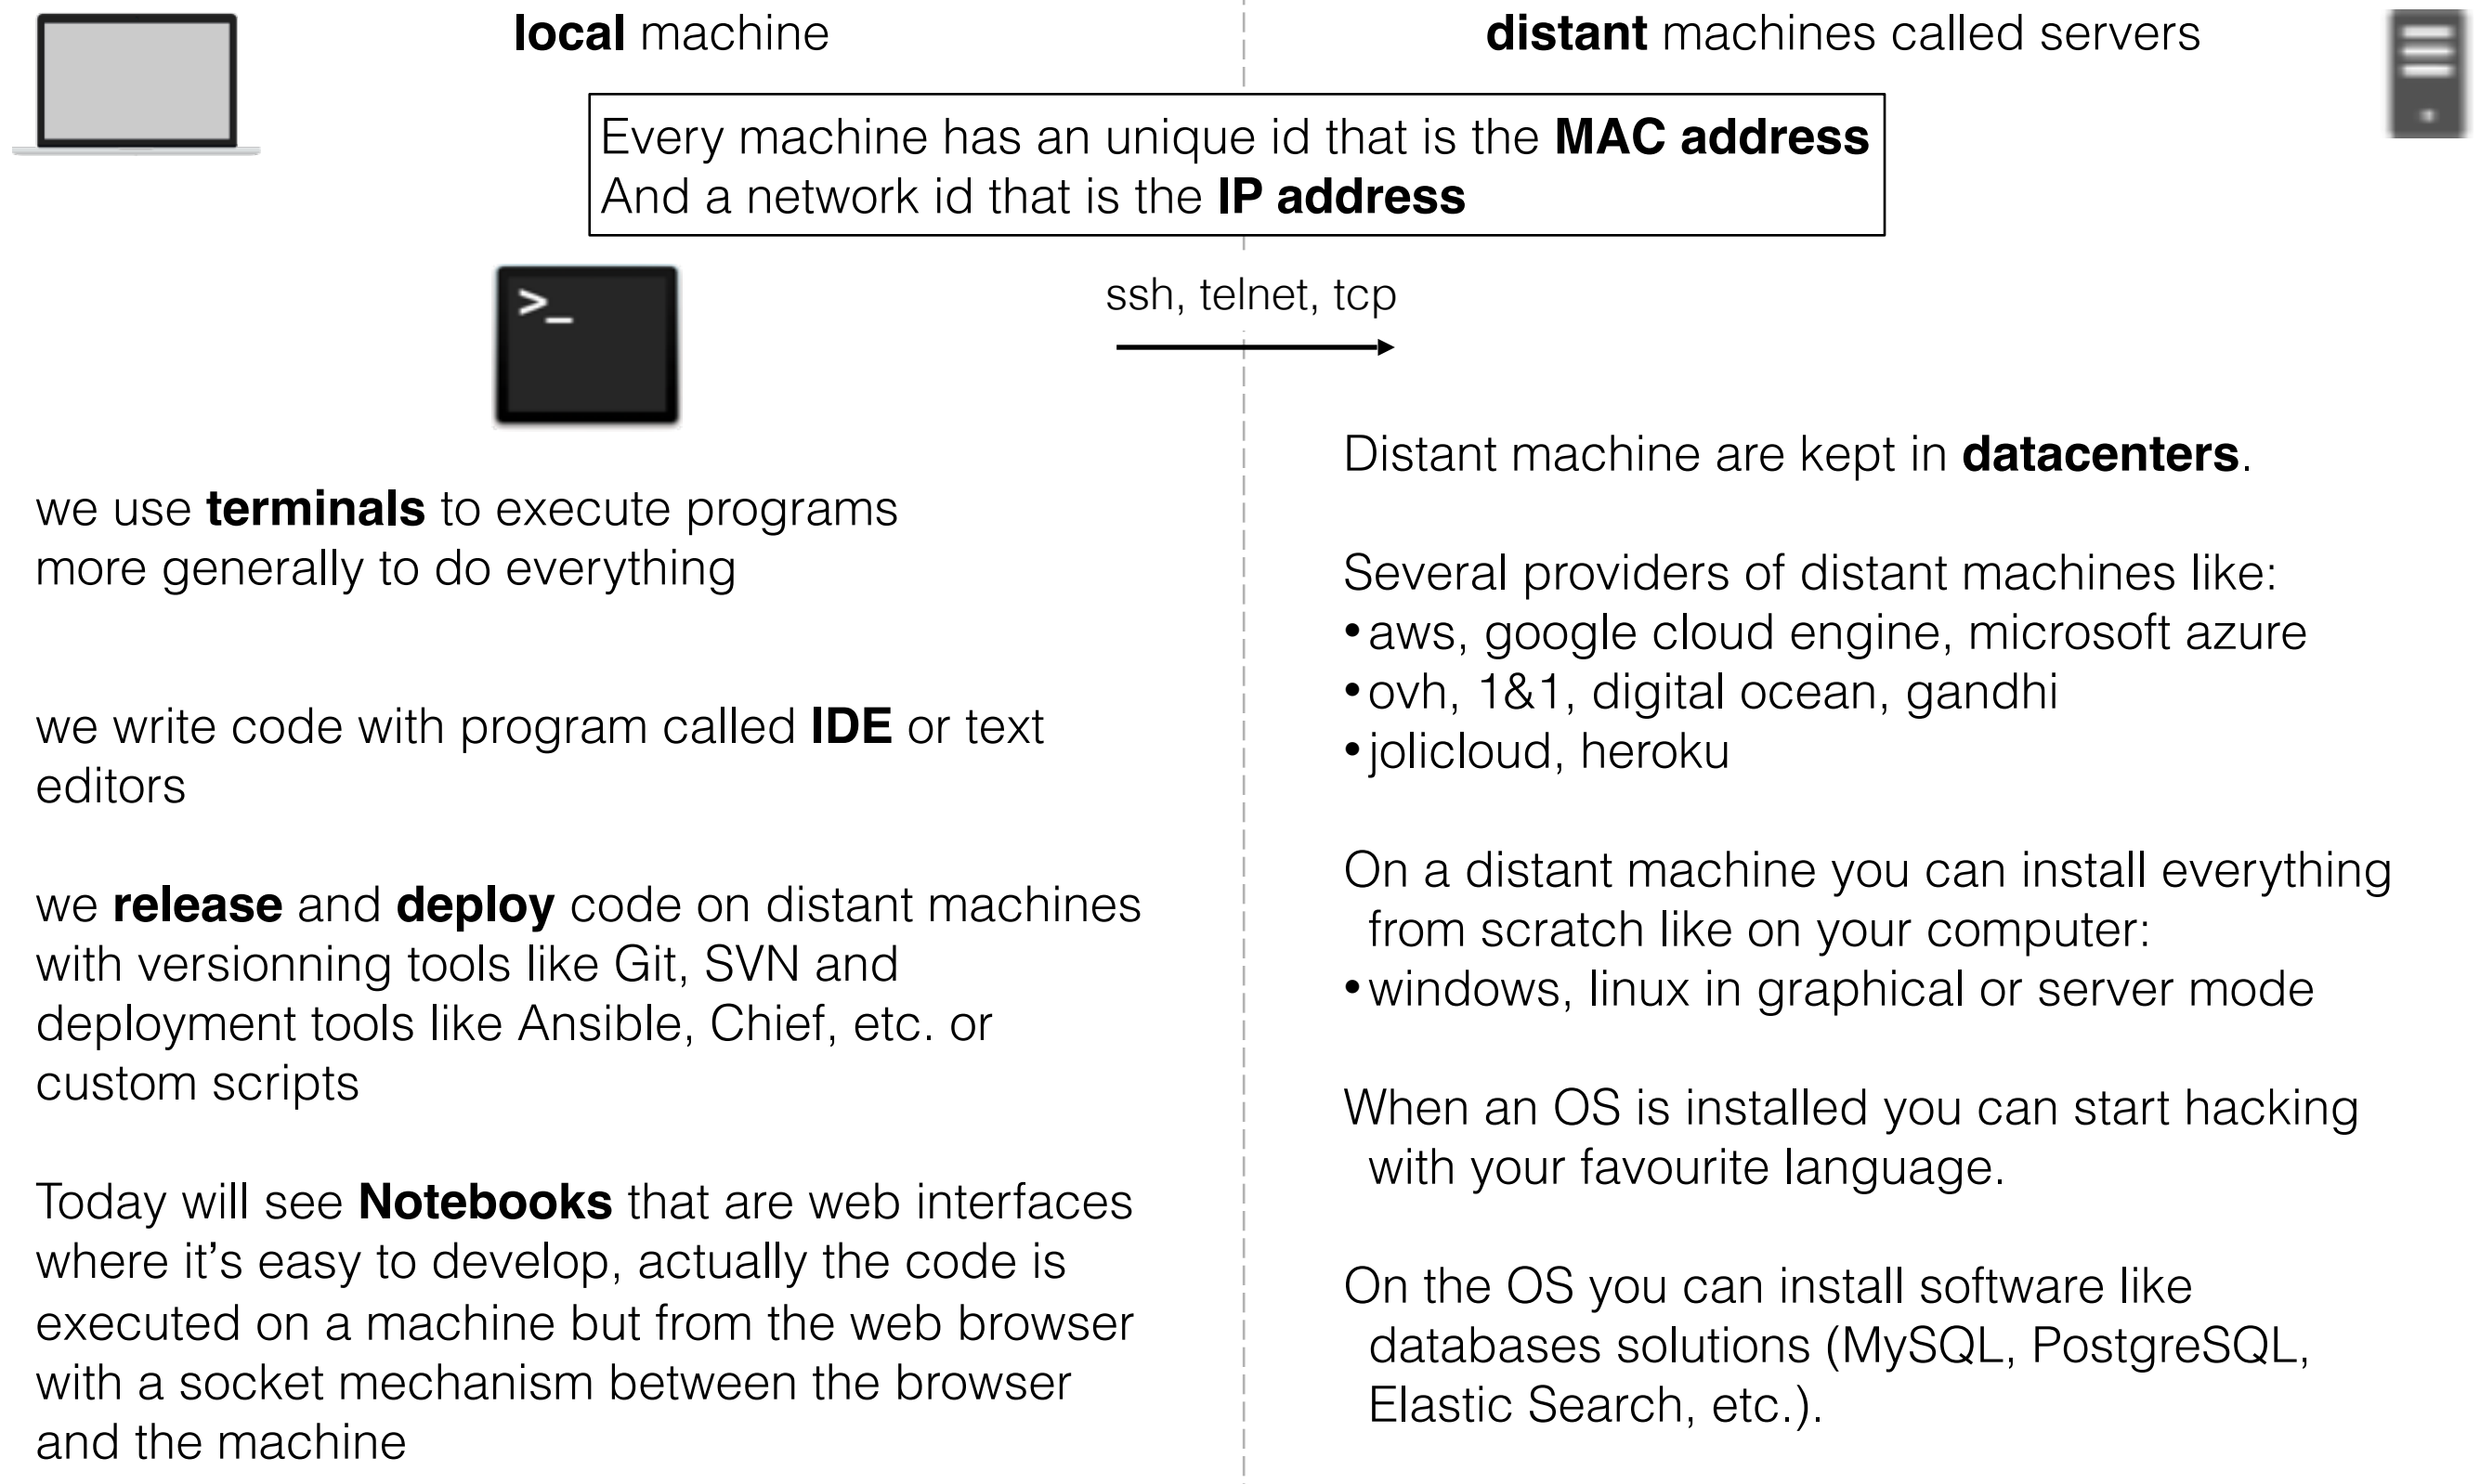 local machine
distant machines called servers
Every machine has an unique id that is the MAC address
And a network id that is the IP address
>_
ssh, telnet, tcp
we use terminals to execute programs
more generally to do everything
we write code with program called IDE or text
editors
we release and deploy code on distant machines
with versionning tools like Git, SVN and
deployment tools like Ansible, Chief, etc. or
custom scripts
Today will see Notebooks that are web interfaces
where it’s easy to develop, actually the code is
executed on a machine but from the web browser
with a socket mechanism between the browser
and the machine
Distant machine are kept in datacenters.
Several providers of distant machines like:
•aws, google cloud engine, microsoft azure
•ovh, 1&1, digital ocean, gandhi
•jolicloud, heroku
On a distant machine you can install everything
from scratch like on your computer:
•windows, linux in graphical or server mode
When an OS is installed you can start hacking
with your favourite language.
On the OS you can install software like
databases solutions (MySQL, PostgreSQL,
Elastic Search, etc.).